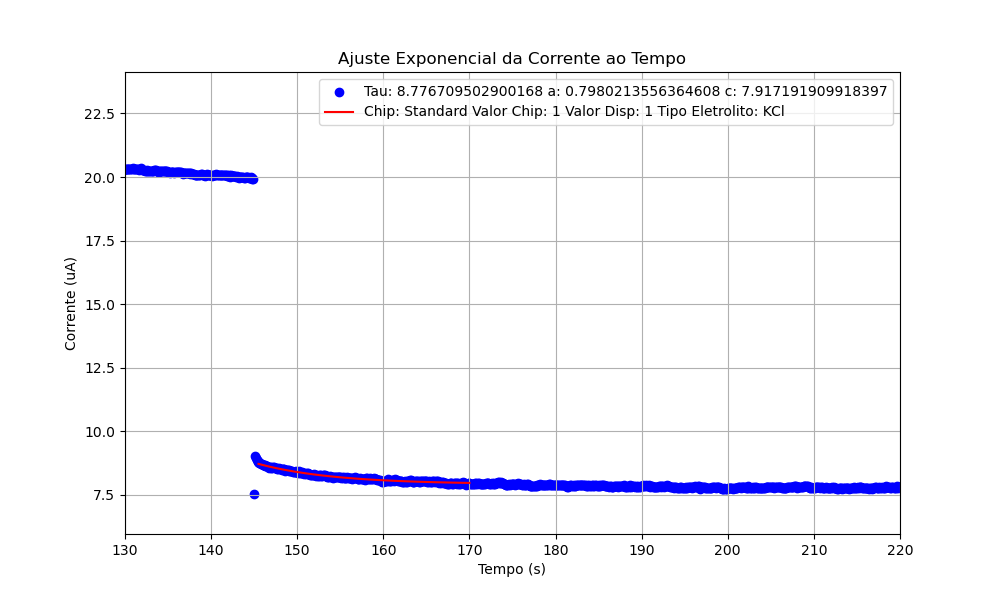 Ajuste Exponencial da Corrente ao Tempo
Tau: 8.776709502900168 a: 0.7980213556364608 c: 7.917191909918397
Chip: Standard Valor Chip: 1 Valor Disp: 1 Tipo Eletrolito: KCl
22.5
20.0
17.5
15.0
12.5
10.0
7.5
Corrente (uA)
130 140 150 160 170 180 190 200 210 220
Tempo (s)